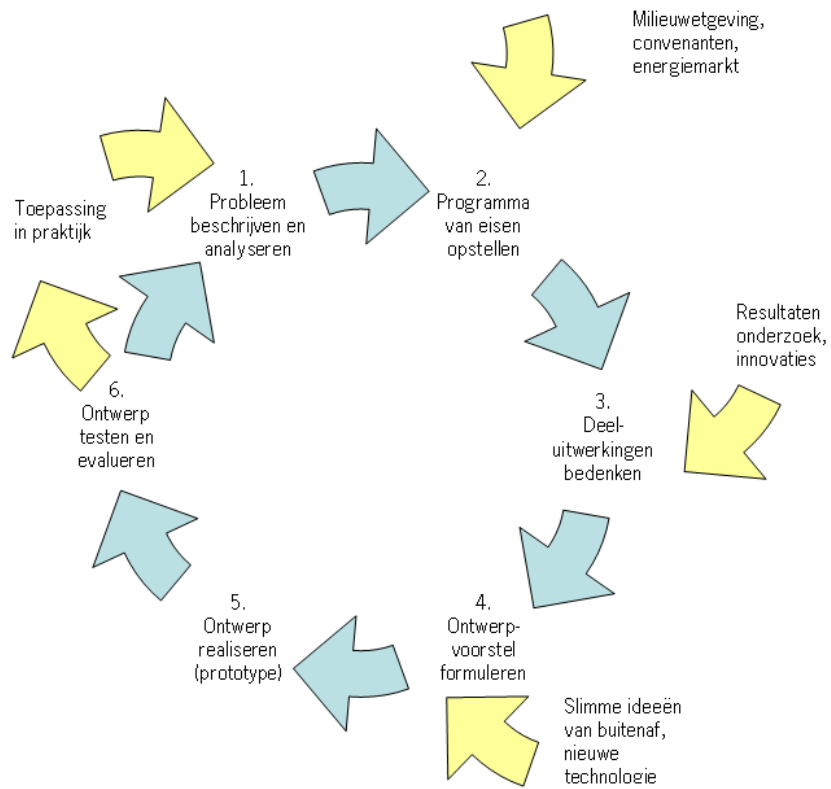 Milieuwetgeving,
convenanten,
energiemarkt
1.
Probleem
beschrijven en
analyseren
2.
Programma
van eisen
opstellen
Toepassing
in praktijk
Resultaten
onderzoek,
innovaties
3.
Deel-
uitwerkingen
bedenken
6.
Ontwerp
testen en
evalueren
5.
Ontwerp
realiseren
(prototype)
4.
Ontwerp-
voorstel
formuleren
Slimme ideeën
van buitenaf,
nieuwe
technologie